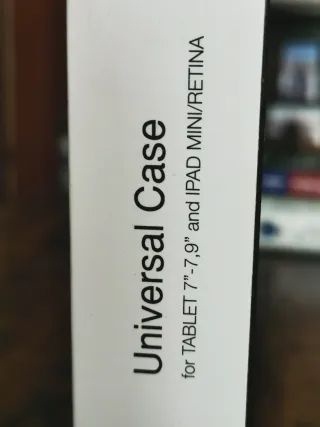 Universal Case
for TABLET 7”-7,9” and IPAD MINI/RETINA